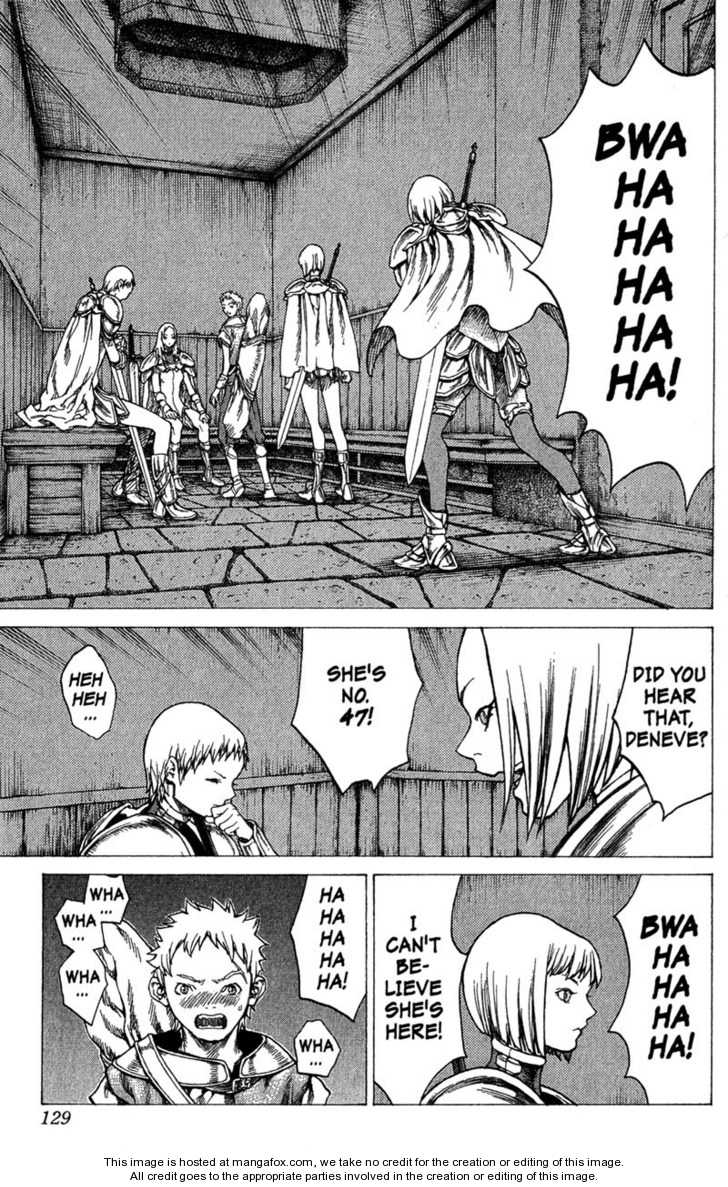 BWA
HA
HA
HA
HA
HA!
DID YOU
HEAR
THAT,
DENEVE?
SHE'S
NO.
47!
HEH
HEH
...
BWA
HA
HA
HA
HA!
I
CAN'T
BE-
LIEVE
SHE'S
HERE!
HA
HA
HA
HA
HA!
WHA
...
WHA
...
WHA
...
WHA
...
129
This image is hosted at mangafox.com, we take no credit for the creation or editing of this image.
All credit goes to the appropriate parties involved in the creation or editing of this image.